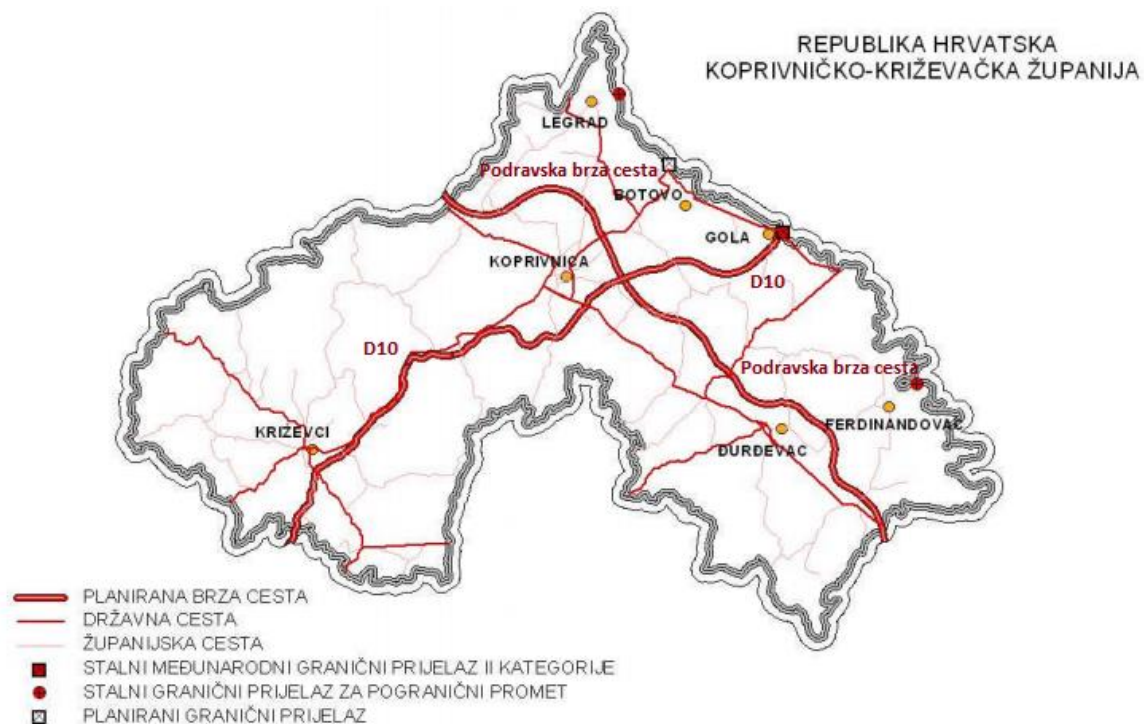 REPUBLIKA HRVATSKA
KOPRIVNIČKO-KRIŽEVAČKA ŽUPANIJA
LEGRAD
Podravska brza cesta
BOTOVO
GOLA
KOPRIVNICA
D10
D10
Podravska brza cesta
FERDINANDOVAC
KRIŽEVCI
ĐURĐEVAC
PLANIRANA BRZA CESTA
DRŽAVNA CESTA
ŽUPANIJSKA CESTA
STALNI MEĐUNARODNI GRANIČNI PRIJELAZ II KATEGORIJE
STALNI GRANIČNI PRIJELAZ ZA POGRANIČNI PROMET
PLANIRANI GRANIČNI PRIJELAZ